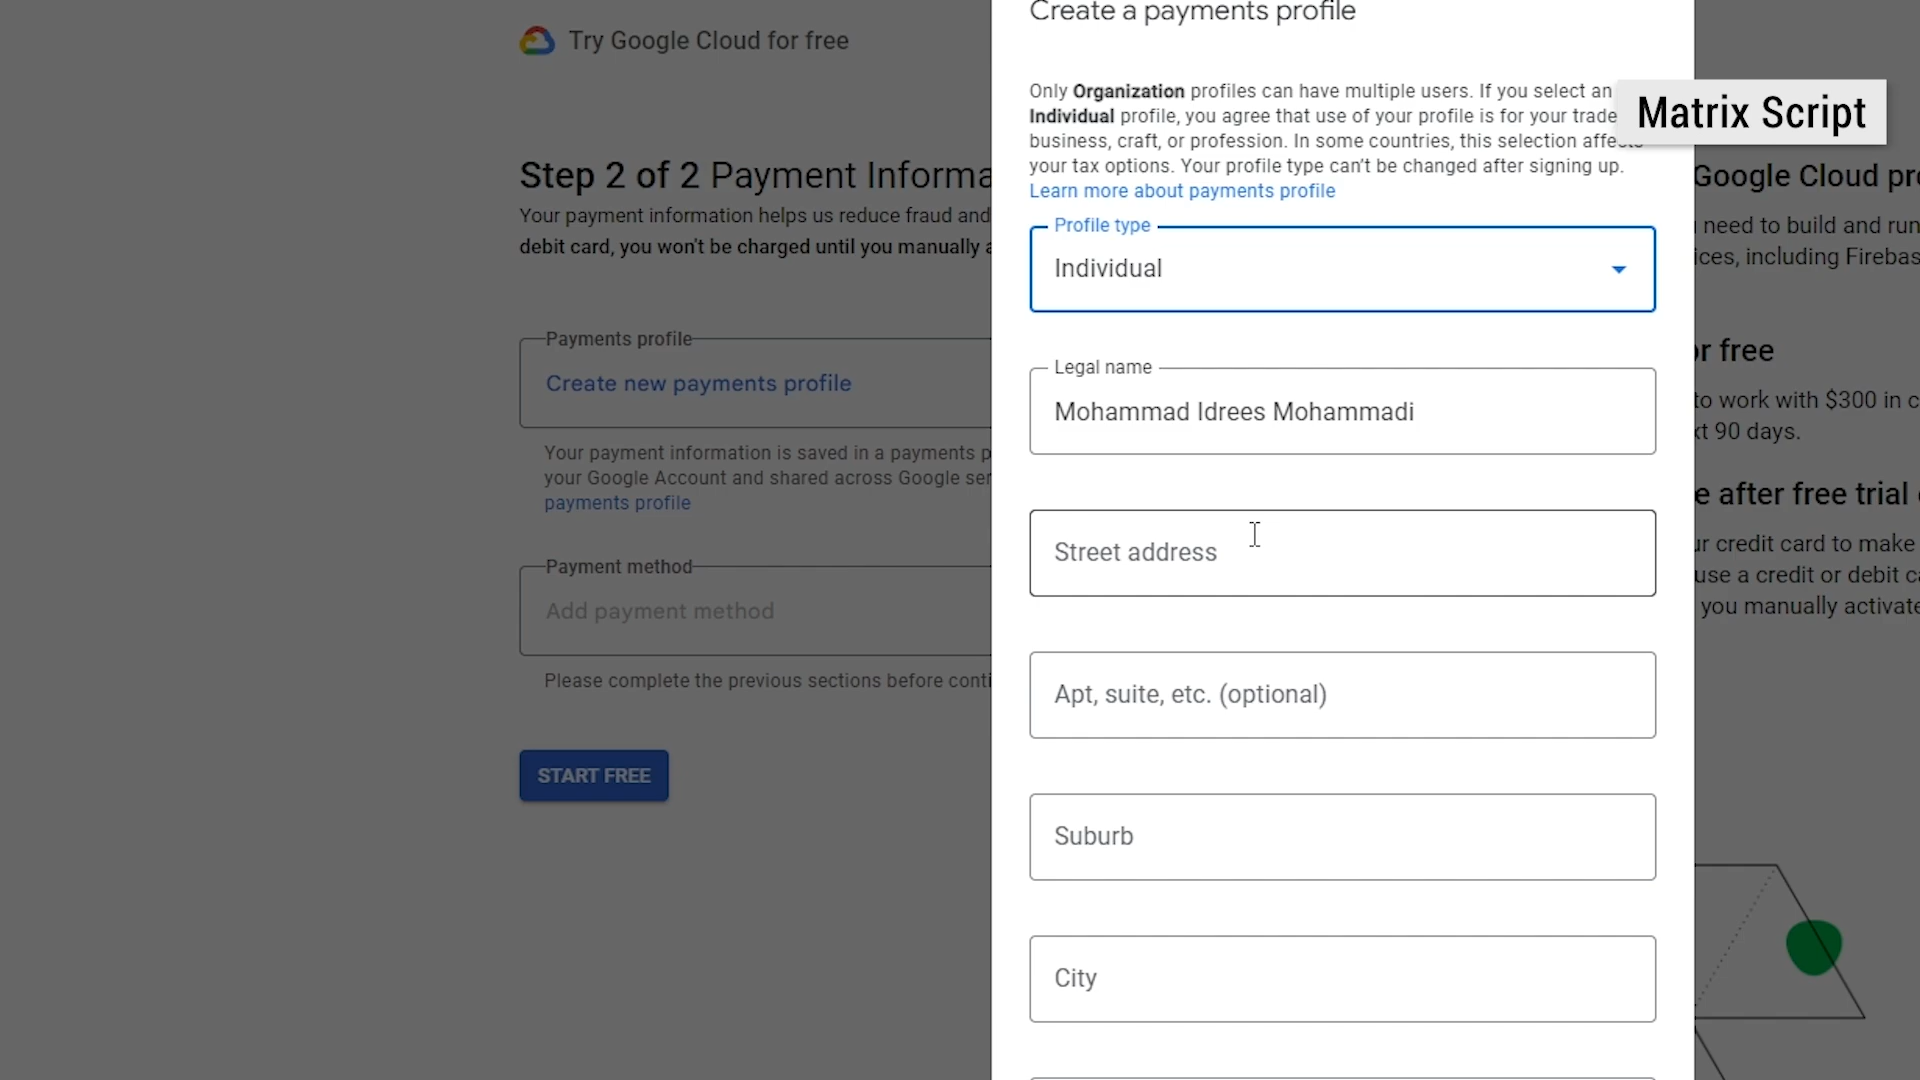 Try Google Cloud for free
Step 2 of 2 Payment Informa
Your payment information helps us reduce fraud and
debit card, you won't be charged until you manually a
Payments profile
Create new payments profile
Your payment information is saved in a payments p
your Google Account and shared across Google ser
payments profile
Payment method
Add payment method
Please complete the previous sections before conti
START FREE
Create a payments profile
Only Organization profiles can have multiple users. If you select an
Individual profile, you agree that use of your profile is for your trade
business, craft, or profession. In some countries, this selection affects
your tax options. Your profile type can't be changed after signing up.
Learn more about payments profile
Profile type
Individual
Legal name
Mohammad Idrees Mohammadi
Street address
Apt, suite, etc. (optional)
Suburb
City
Matrix Script
Google Cloud pro
need to build and run
ices, including Firebas
or free
to work with $300 in c
xt 90 days.
e after free trial
ur credit card to make
use a credit or debit ca
you manually activate